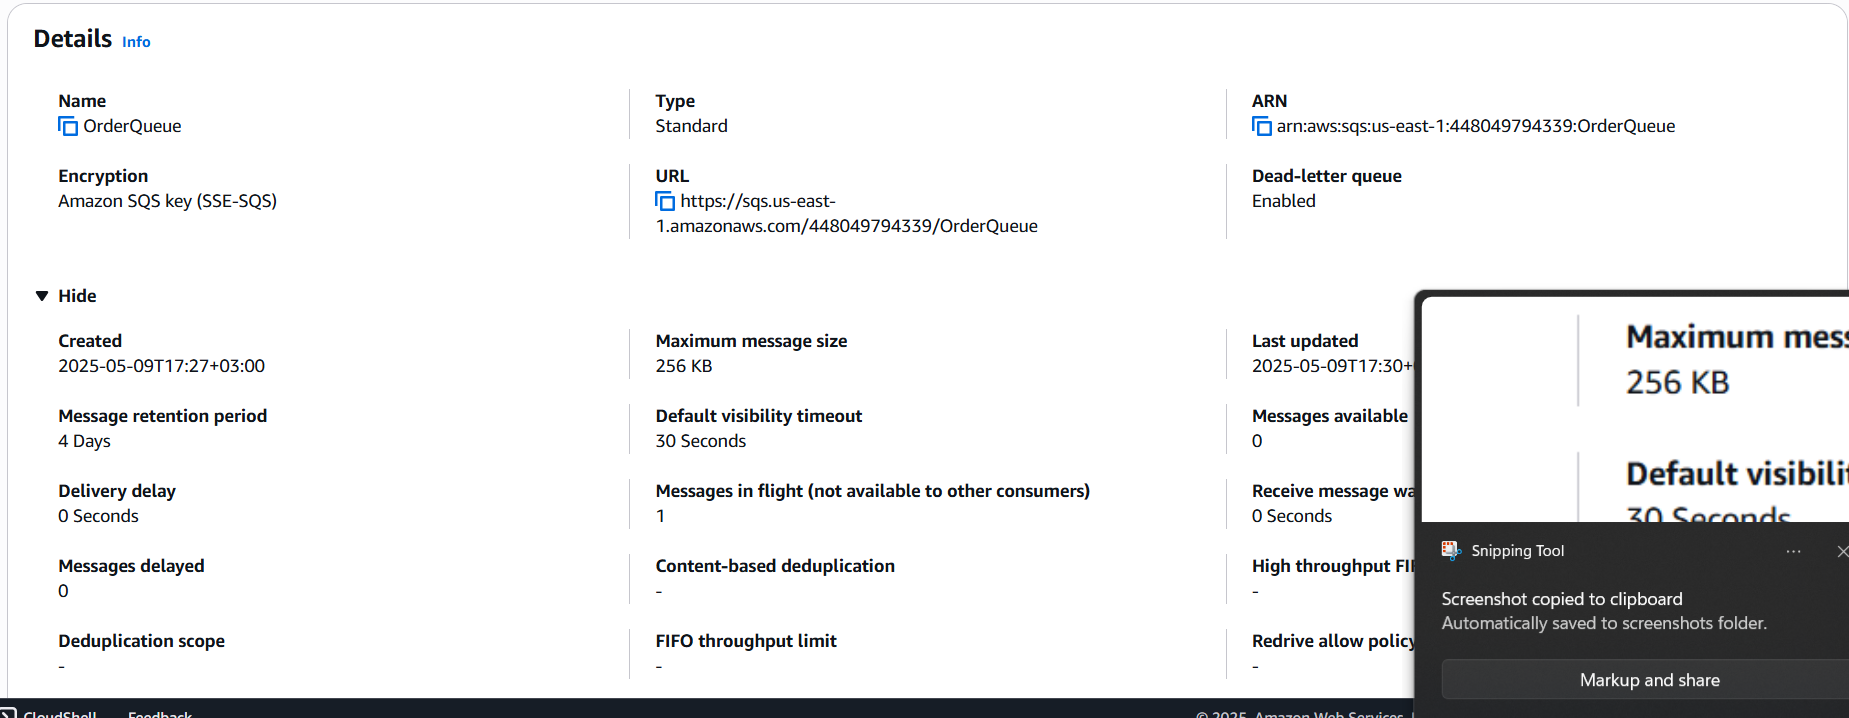 Details Info
Name
OrderQueue
Type
Standard
ARN
arn:aws:sqs:us-east-1:448049794339:OrderQueue
Encryption
Amazon SQS key (SSE-SQS)
URL
https://sqs.us-east-
1.amazonaws.com/448049794339/OrderQueue
Dead-letter queue
Enabled
Hide
Created
2025-05-09T17:27+03:00
Maximum message size
256 KB
Last updated
2025-05-09T17:30+
Message retention period
4 Days
Default visibility timeout
30 Seconds
Messages available
0
Delivery delay
0 Seconds
Messages in flight (not available to other consumers)
1
Receive message wa
0 Seconds
Messages delayed
0
Content-based deduplication
-
High throughput FI
-
Deduplication scope
-
FIFO throughput limit
-
Redrive allow policy
-
Maximum mess
256 KB
Default visibilit
30 Seconds
Snipping Tool
Screenshot copied to clipboard
Automatically saved to screenshots folder.
Markup and share
CloudShell Feedback
© 2025, Amazon Web Services,